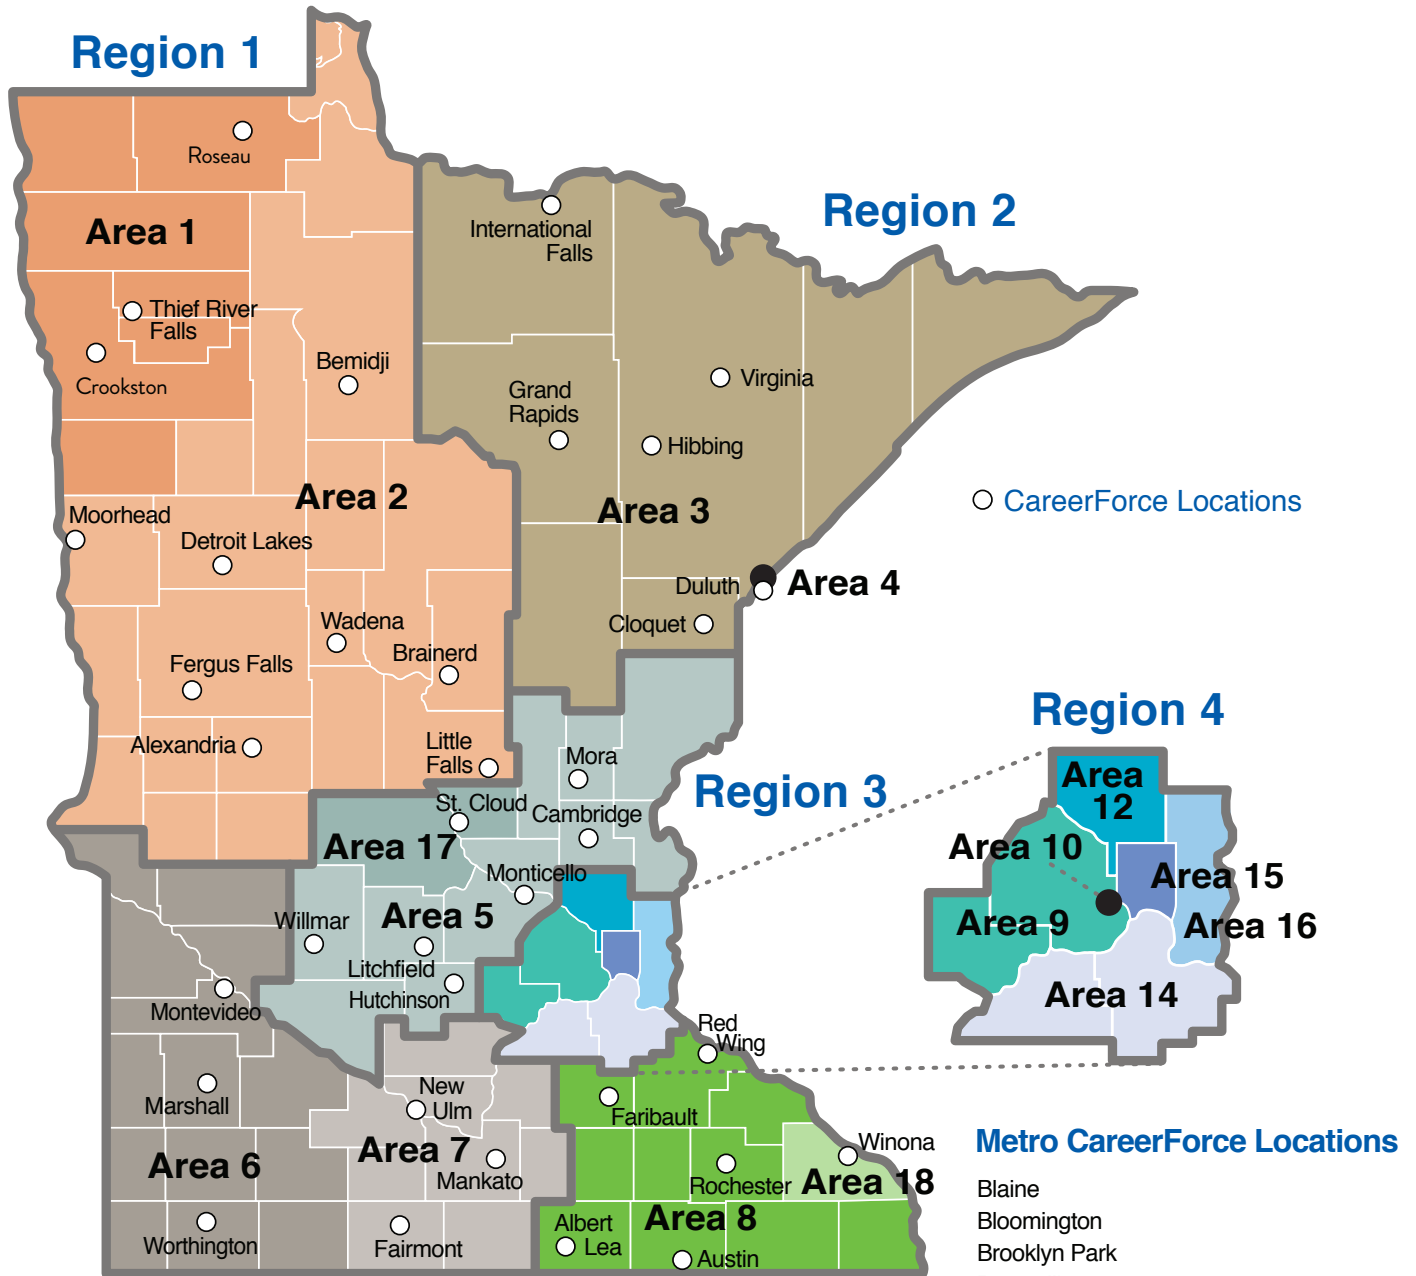 Region 1
Roseau
Region 2
Area 1
International
Falls
Thief River
Falls
Bemidji
Crookston
Grand
Rapids
Virginia
Hibbing
Area 2
Area 3
CareerForce Locations
Moorhead
Detroit Lakes
Duluth
Area 4
Cloquet
Wadena
Brainerd
Fergus Falls
Region 4
Alexandria
Little
Falls
Mora
Region 3
Area
12
St. Cloud
Cambridge
Area 17
Area 10
Monticello
Area 15
Willmar
Area 5
Area 9
Area 16
Litchfield
Hutchinson
Area 14
Montevideo
Red
Wing
New
Ulm
Marshall
Faribault
Area 7
Winona
Metro CareerForce Locations
Area 6
Mankato
Rochester
Area 18
Blaine
Area 8
Albert
Lea
Bloomington
Worthington
Fairmont
Austin
Brooklyn Park